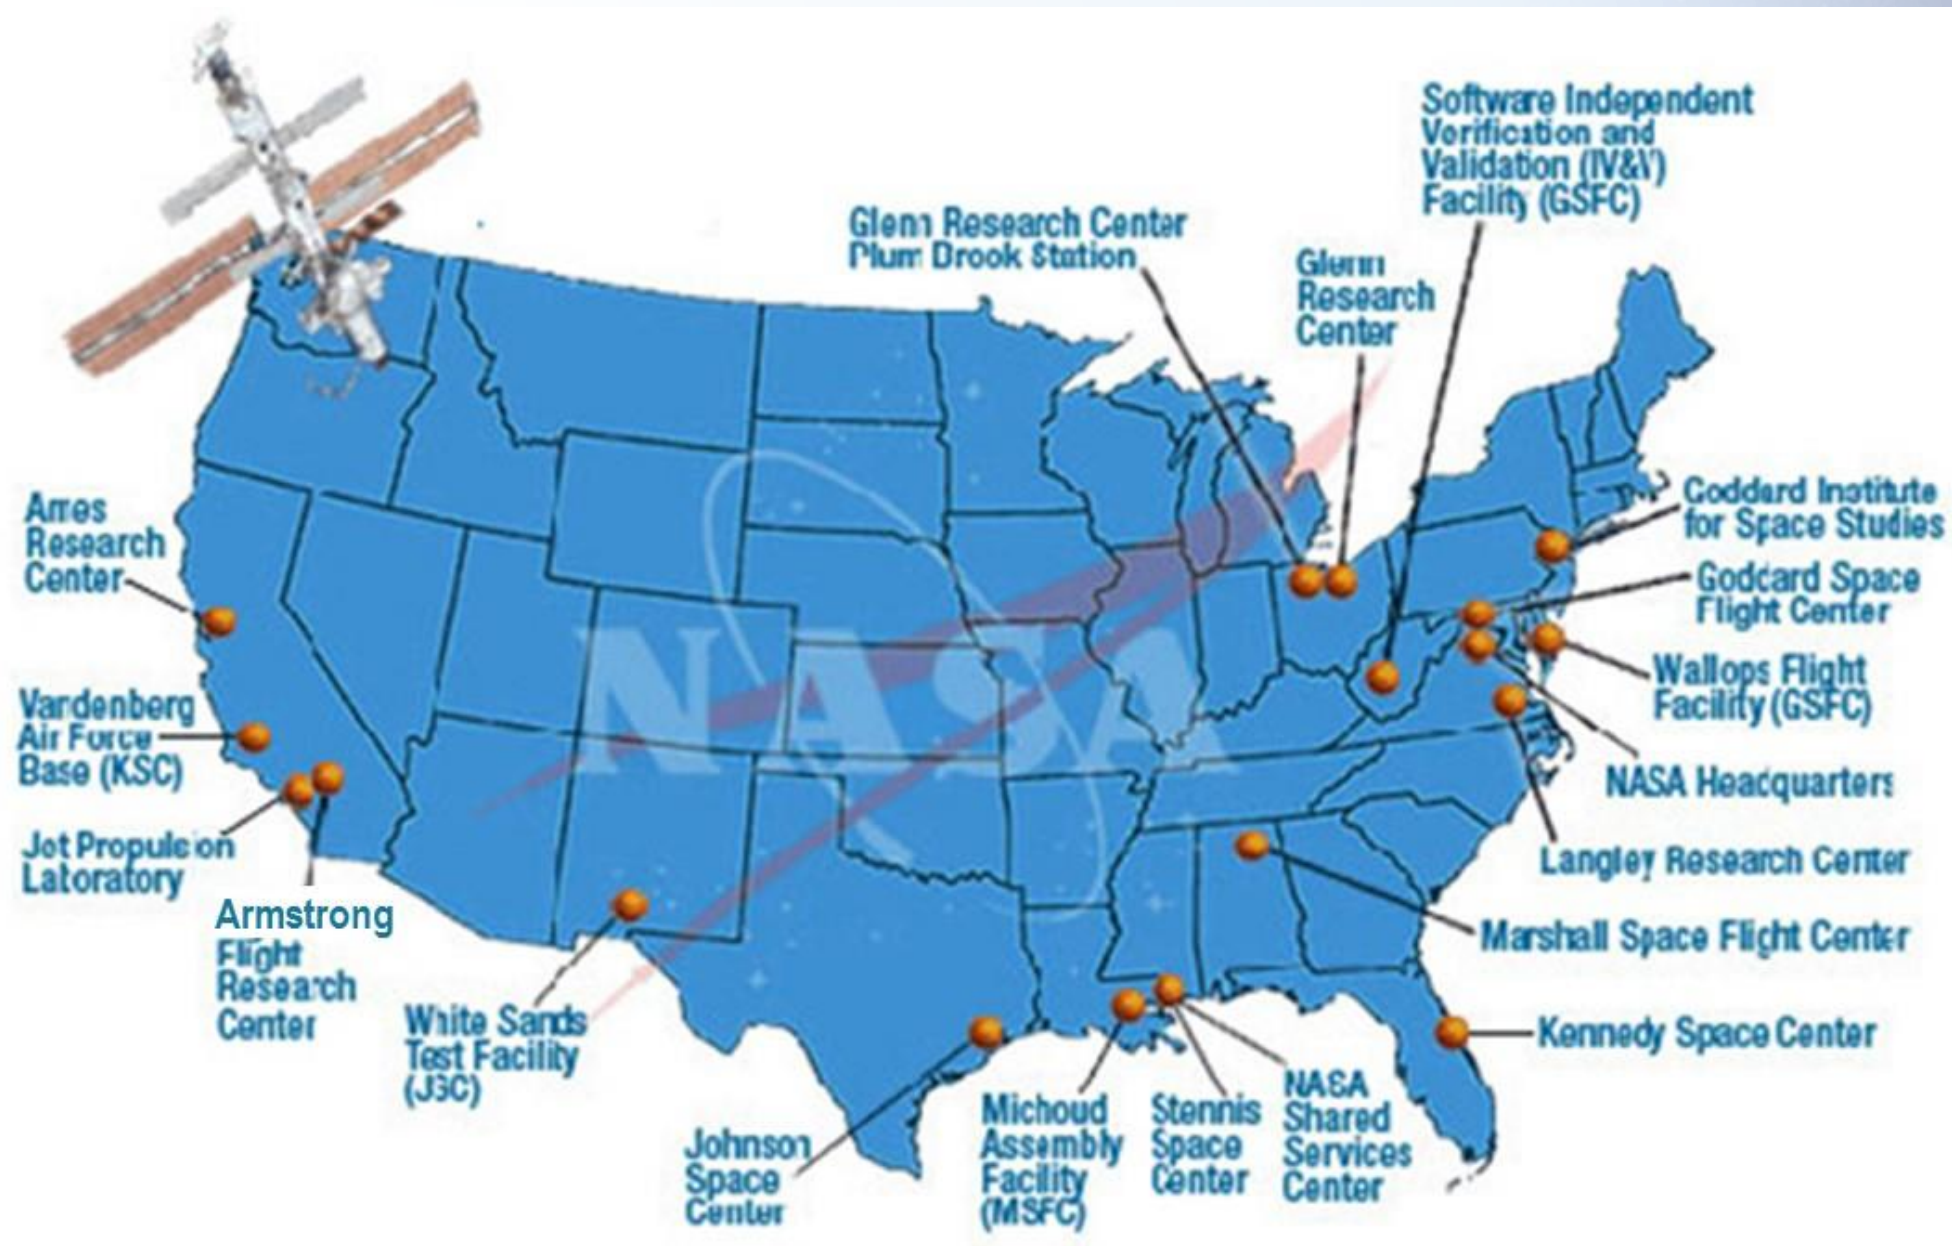 Software Independent
Verification and
Validation (IV&V)
Facility (GSFC)
Glenn Research Center
Plum Drook Station
Glenn
Research
Center
Ames
Research
Center
Goddard Institute
for Space Studies
Goddard Space
Flight Center
Wallops Flight
Facility (GSFC)
Vandenberg
Air Force
Base (KSC)
NASA
NASA Headquarters
Jet Propulsion
Laboratory
Langley Research Center
Armstrong
Flight
Research
Center
Marshall Space Flight Center
White Sands
Test Facility
(JSC)
Kennedy Space Center
Johnson
Space
Center
Michoud
Assembly
Facility
(MSFC)
Stennis
Space
Center
NASA
Shared
Services
Center